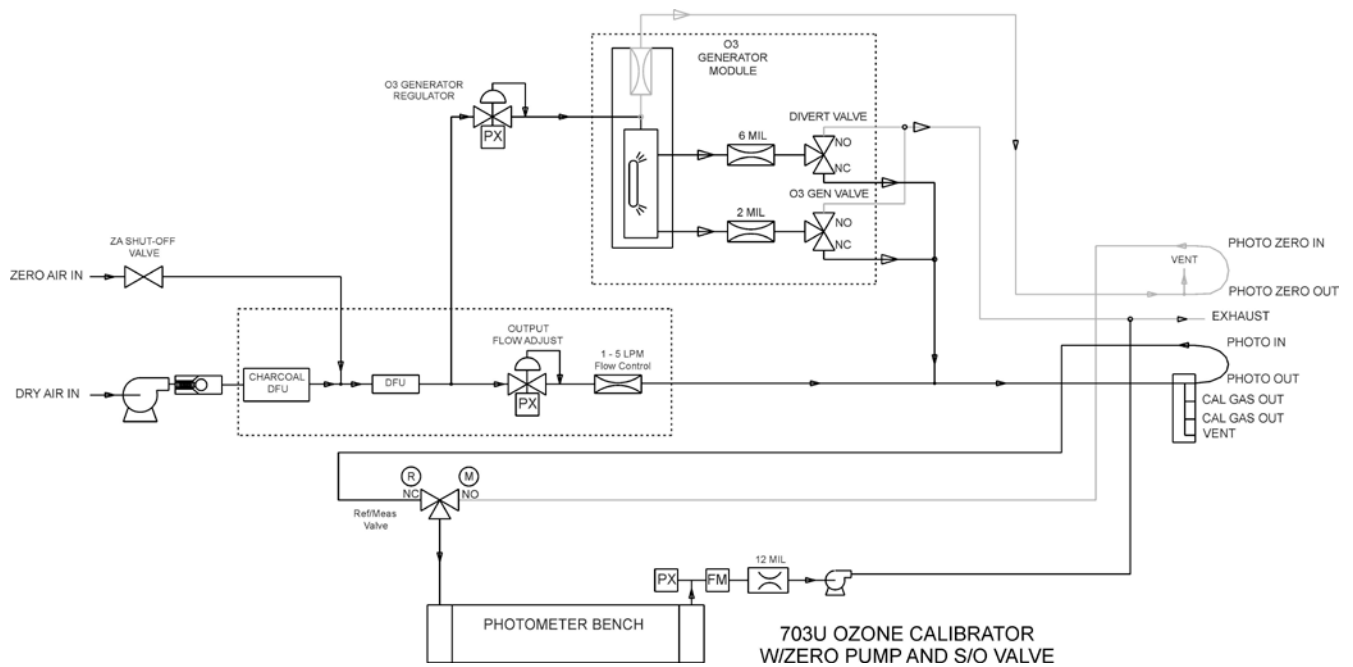 O3
GENERATOR
MODULE
O3 GENERATOR
REGULATOR
PX
DIVERT VALVE
6 MIL
NO
NC
O3 GEN VALVE
2 MIL
NO
NC
ZA SHUT-OFF
VALVE
ZERO AIR IN
PHOTO ZERO IN
VENT
PHOTO ZERO OUT
EXHAUST
OUTPUT
FLOW ADJUST
1 - 5 LPM
Flow Control
PHOTO IN
DRY AIR IN
CHARCOAL
DFU
DFU
PX
PHOTO OUT
CAL GAS OUT
CAL GAS OUT
VENT
R
M
NC
NO
Ref/Meas
Valve
12 MIL
PX
FM
PHOTOMETER BENCH
703U OZONE CALIBRATOR
W/ZERO PUMP AND S/O VALVE